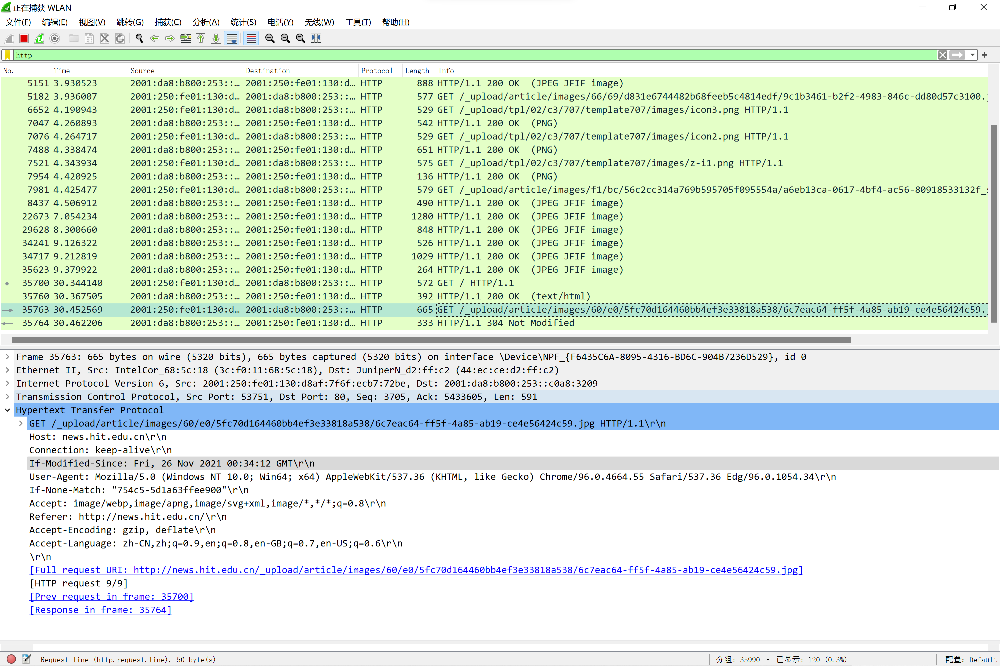 正在捕获 WLAN
文件(F) 编辑(E) 视图(V) 跳转(G) 捕获(C) 分析(A) 统计(S) 电话(Y) 无线(W) 工具(T) 帮助(H)
http
No. Time Source Destination Protocol Length Info
5151 3.930523 2001:da8:b800:253::… 2001:250:fe01:130:d… HTTP 888 HTTP/1.1 200 OK (JPEG JFIF image)
5182 3.936007 2001:250:fe01:130:d… 2001:da8:b800:253::… HTTP 577 GET /_upload/article/images/66/69/d831e6744482b68feeb5c4814edf/9c1b3461-b2f2-4983-846c-dd80d57c3100.j
6652 4.190943 2001:250:fe01:130:d… 2001:da8:b800:253::… HTTP 529 GET /_upload/tpl/02/c3/707/template707/images/icon3.png HTTP/1.1
7047 4.260893 2001:da8:b800:253::… 2001:250:fe01:130:d… HTTP 542 HTTP/1.1 200 OK (PNG)
7076 4.264717 2001:250:fe01:130:d… 2001:da8:b800:253::… HTTP 529 GET /_upload/tpl/02/c3/707/template707/images/icon2.png HTTP/1.1
7488 4.338474 2001:da8:b800:253::… 2001:250:fe01:130:d… HTTP 651 HTTP/1.1 200 OK (PNG)
7521 4.343934 2001:250:fe01:130:d… 2001:da8:b800:253::… HTTP 575 GET /_upload/tpl/02/c3/707/template707/images/z-i1.png HTTP/1.1
7954 4.420925 2001:da8:b800:253::… 2001:250:fe01:130:d… HTTP 136 HTTP/1.1 200 OK (PNG)
7981 4.425477 2001:250:fe01:130:d… 2001:da8:b800:253::… HTTP 579 GET /_upload/article/images/f1/bc/56c2cc314a769b595705f095554a/a6eb13ca-0617-4bf4-ac56-80918533132f_s
8437 4.506912 2001:da8:b800:253::… 2001:250:fe01:130:d… HTTP 490 HTTP/1.1 200 OK (JPEG JFIF image)
22673 7.054234 2001:da8:b800:253::… 2001:250:fe01:130:d… HTTP 1280 HTTP/1.1 200 OK (JPEG JFIF image)
29628 8.300660 2001:da8:b800:253::… 2001:250:fe01:130:d… HTTP 848 HTTP/1.1 200 OK (JPEG JFIF image)
34241 9.126322 2001:da8:b800:253::… 2001:250:fe01:130:d… HTTP 526 HTTP/1.1 200 OK (JPEG JFIF image)
34717 9.212819 2001:da8:b800:253::… 2001:250:fe01:130:d… HTTP 1029 HTTP/1.1 200 OK (JPEG JFIF image)
35623 9.379922 2001:da8:b800:253::… 2001:250:fe01:130:d… HTTP 264 HTTP/1.1 200 OK (JPEG JFIF image)
35700 30.344140 2001:250:fe01:130:d… 2001:da8:b800:253::… HTTP 572 GET / HTTP/1.1
35760 30.367505 2001:da8:b800:253::… 2001:250:fe01:130:d… HTTP 392 HTTP/1.1 200 OK (text/html)
35763 30.452569 2001:250:fe01:130:d… 2001:da8:b800:253::… HTTP 665 GET /_upload/article/images/60/e0/5fc70d164460bb4ef3e33818a538/6c7eac64-ff5f-4a85-ab19-ce4e56424c59.j
35764 30.462206 2001:da8:b800:253::… 2001:250:fe01:130:d… HTTP 333 HTTP/1.1 304 Not Modified
Frame 35763: 665 bytes on wire (5320 bits), 665 bytes captured (5320 bits) on interface \Device\NPF_{F6435C6A-8095-4316-BD6C-904B7236D529}, id 0
Ethernet II, Src: IntelCor_68:5c:18 (3c:f0:11:68:5c:18), Dst: JuniperN_d2:ff:c2 (44:ec:ce:d2:ff:c2)
Internet Protocol Version 6, Src: 2001:250:fe01:130:d8af:7f6f:ecb7:72be, Dst: 2001:da8:b800:253::c0a8:3209
Transmission Control Protocol, Src Port: 53751, Dst Port: 80, Seq: 3705, Ack: 5433605, Len: 591
Hypertext Transfer Protocol
GET /_upload/article/images/60/e0/5fc70d164460bb4ef3e33818a538/6c7eac64-ff5f-4a85-ab19-ce4e56424c59.jpg HTTP/1.1\r\n
Host: news.hit.edu.cn\r\n
Connection: keep-alive\r\n
If-Modified-Since: Fri, 26 Nov 2021 00:34:12 GMT\r\n
User-Agent: Mozilla/5.0 (Windows NT 10.0; Win64; x64) AppleWebKit/537.36 (KHTML, like Gecko) Chrome/96.0.4664.55 Safari/537.36 Edg/96.0.1054.34\r\n
If-None-Match: "754c5-5d1a63ffee900"\r\n
Accept: image/webp,image/apng,image/svg+xml,image/*,*/*;q=0.8\r\n
Referer: http://news.hit.edu.cn/\r\n
Accept-Encoding: gzip, deflate\r\n
Accept-Language: zh-CN,zh;q=0.9,en;q=0.8,en-GB;q=0.7,en-US;q=0.6\r\n
\r\n
[Full request URI: http://news.hit.edu.cn/_upload/article/images/60/e0/5fc70d164460bb4ef3e33818a538/6c7eac64-ff5f-4a85-ab19-ce4e56424c59.jpg]
[HTTP request 9/9]
[Prev request in frame: 35700]
[Response in frame: 35764]
Request line (http.request.line), 50 byte(s) 分组: 35990 • 已显示: 120 (0.3%) 配置: Default